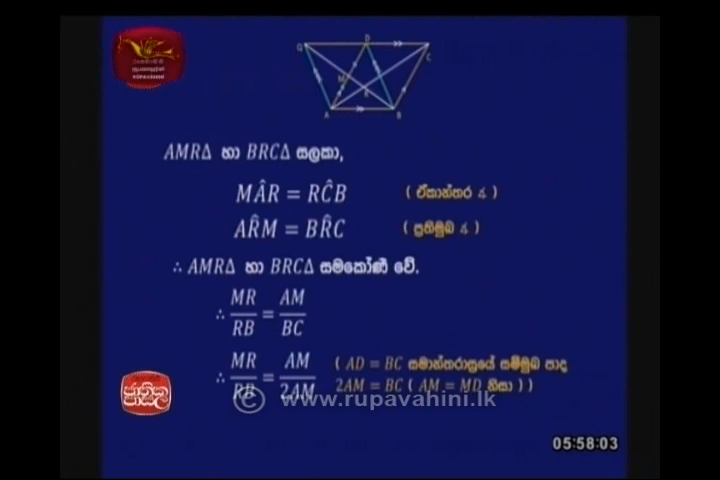 Q D C
M
R
A B
AMRΔ හා BRCΔ සලකා,
MÂR = RĈB ( ඒකාන්තර ∠ )
AR̂M = BR̂C ( ප්‍රතිමුඛ ∠ )
∴ AMRΔ හා BRCΔ සමකෝණී වේ.
∴ MR/RB = AM/BC
∴ MR/RB = AM/2AM ( AD = BC සමාන්තරාස්‍රයේ සම්මුඛ පාද
2AM = BC ( AM = MD නිසා ) )
ජාතික
පාසල
© www.rupavahini.lk
05:58:03